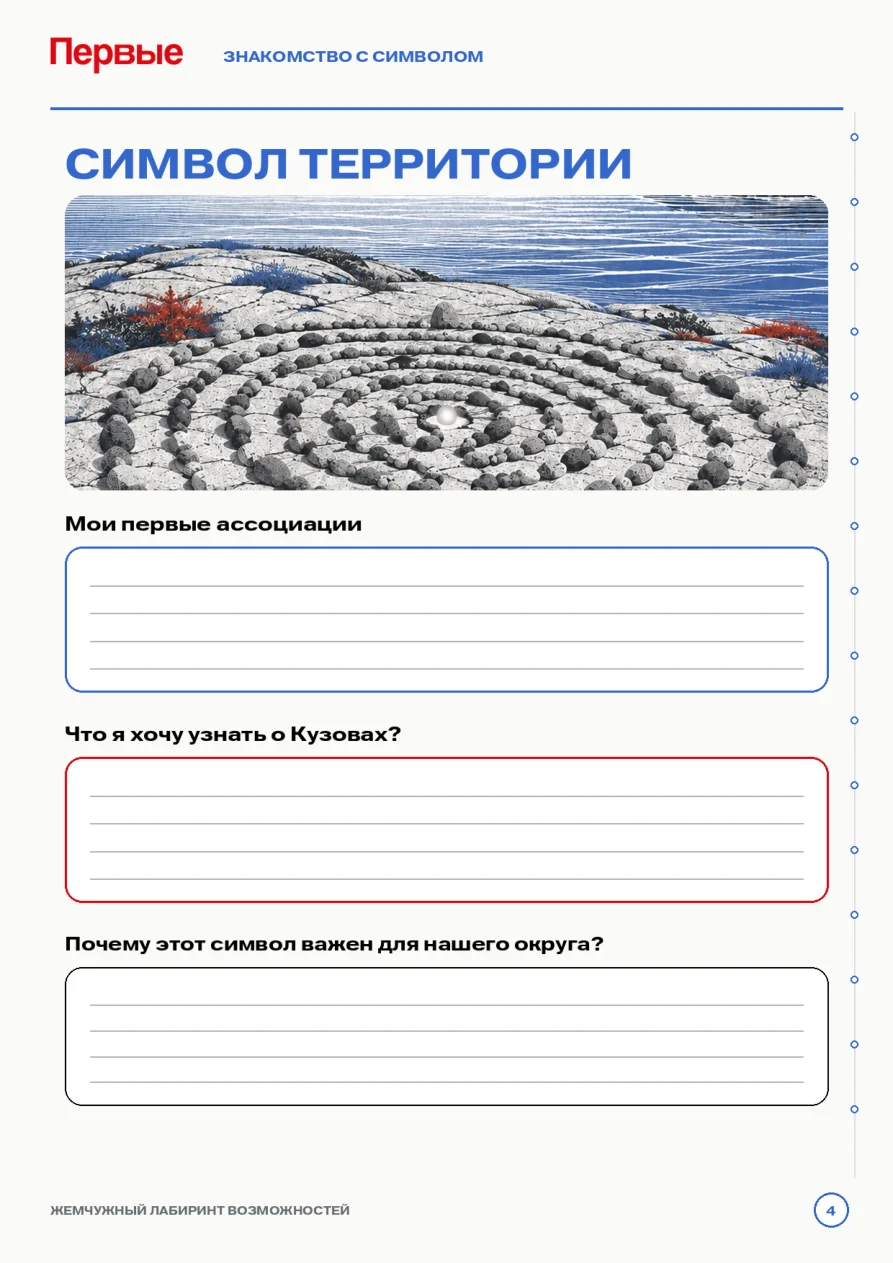 Первые
ЗНАКОМСТВО С СИМВОЛОМ
СИМВОЛ ТЕРРИТОРИИ
Мои первые ассоциации
Что я хочу узнать о Кузовах?
Почему этот символ важен для нашего округа?
ЖЕМЧУЖНЫЙ ЛАБИРИНТ ВОЗМОЖНОСТЕЙ
4